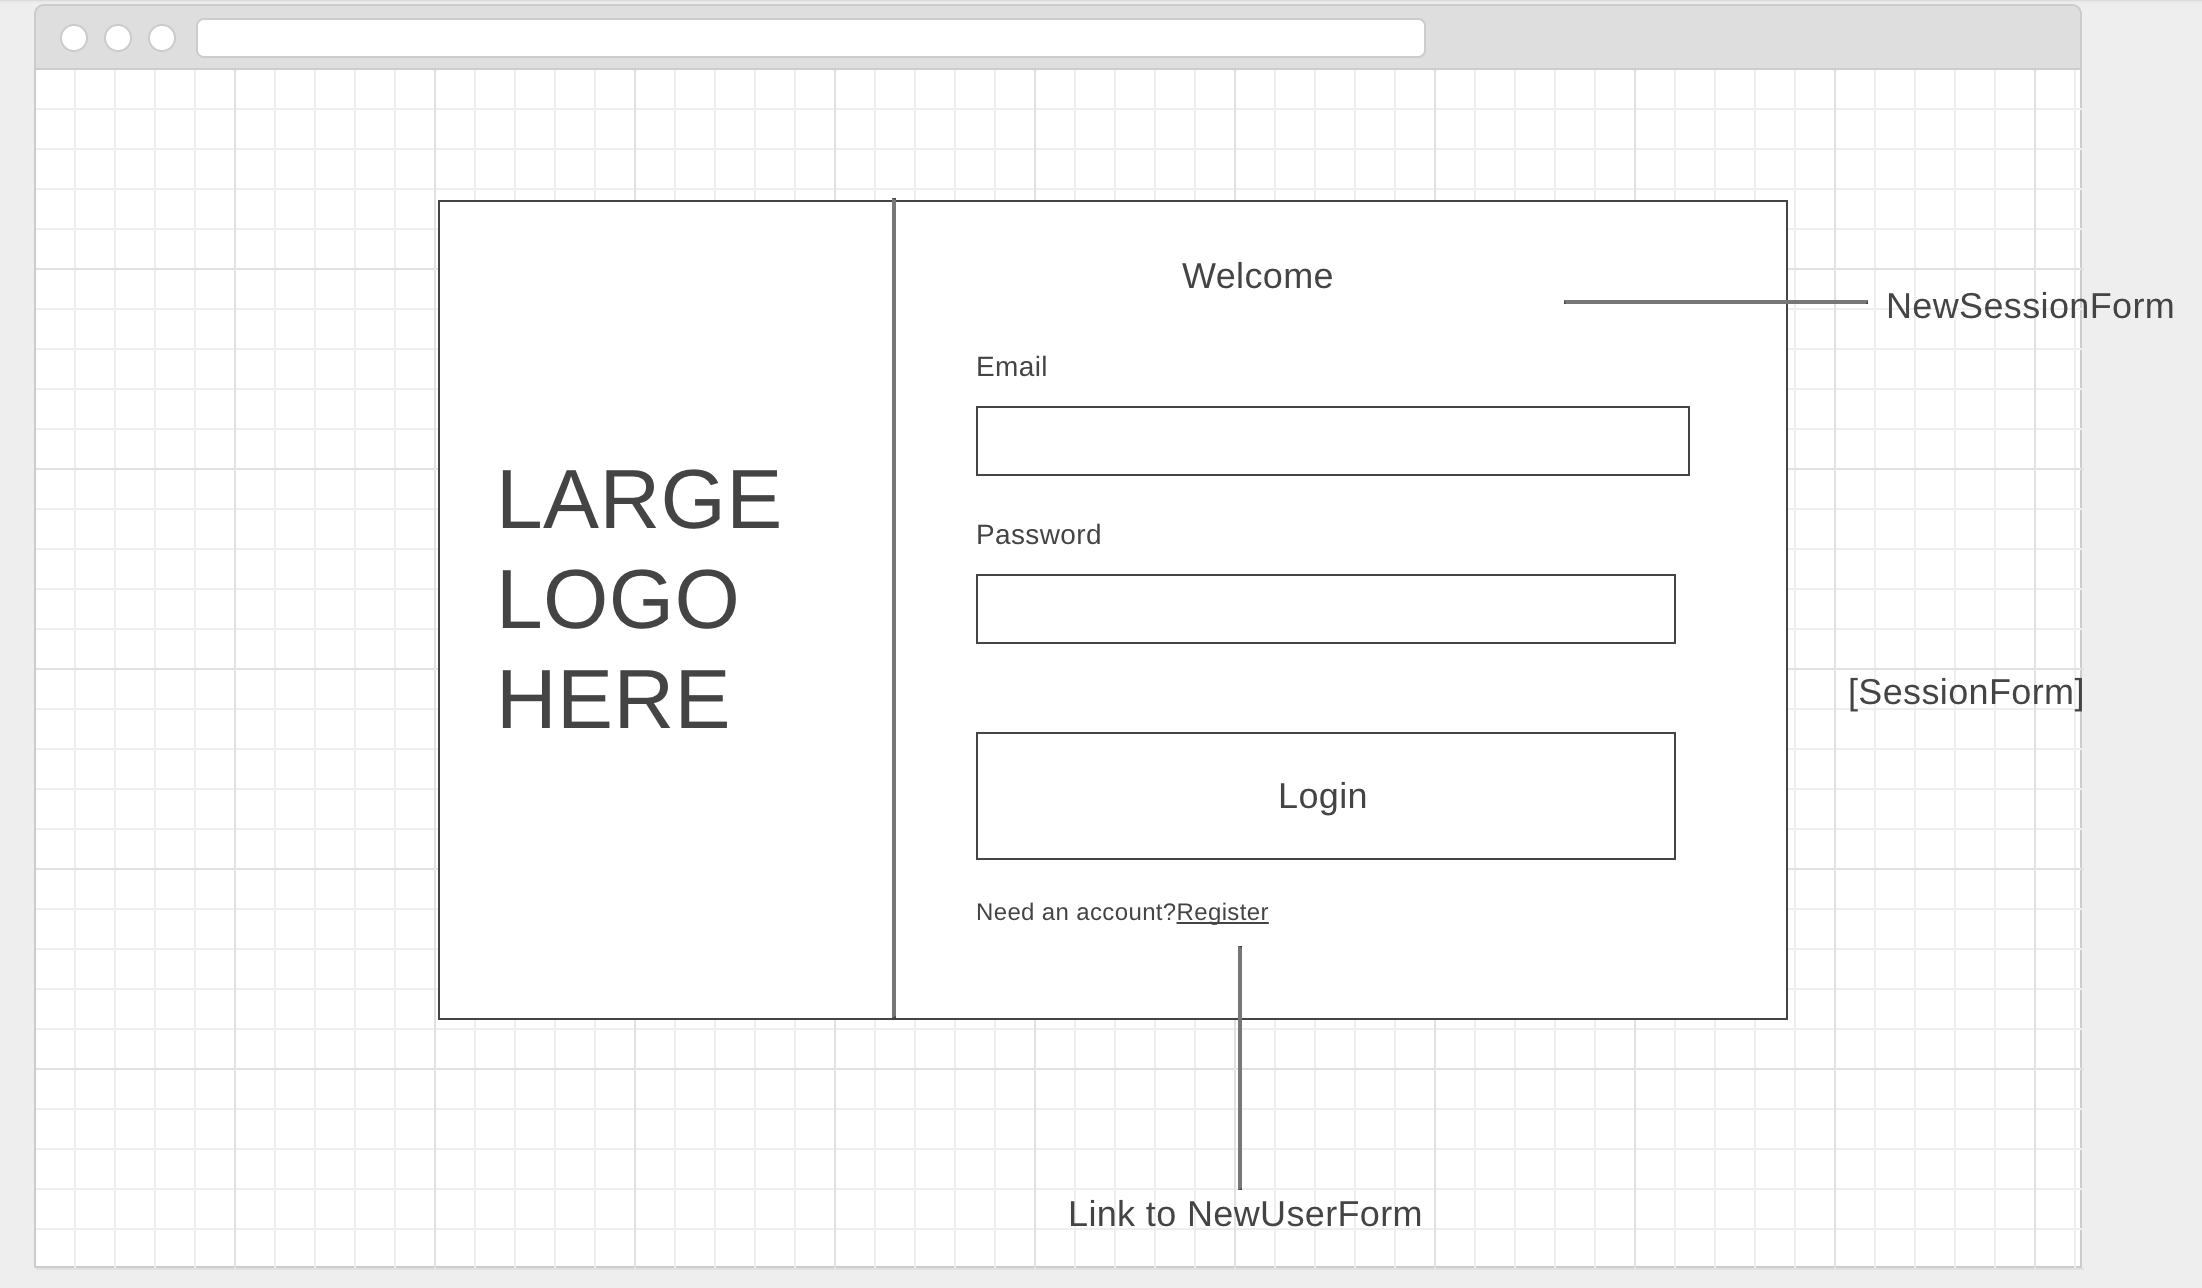 Welcome
NewSessionForm
Email
LARGE
LOGO
HERE
Password
[SessionForm]
Login
Need an account?Register
Link to NewUserForm